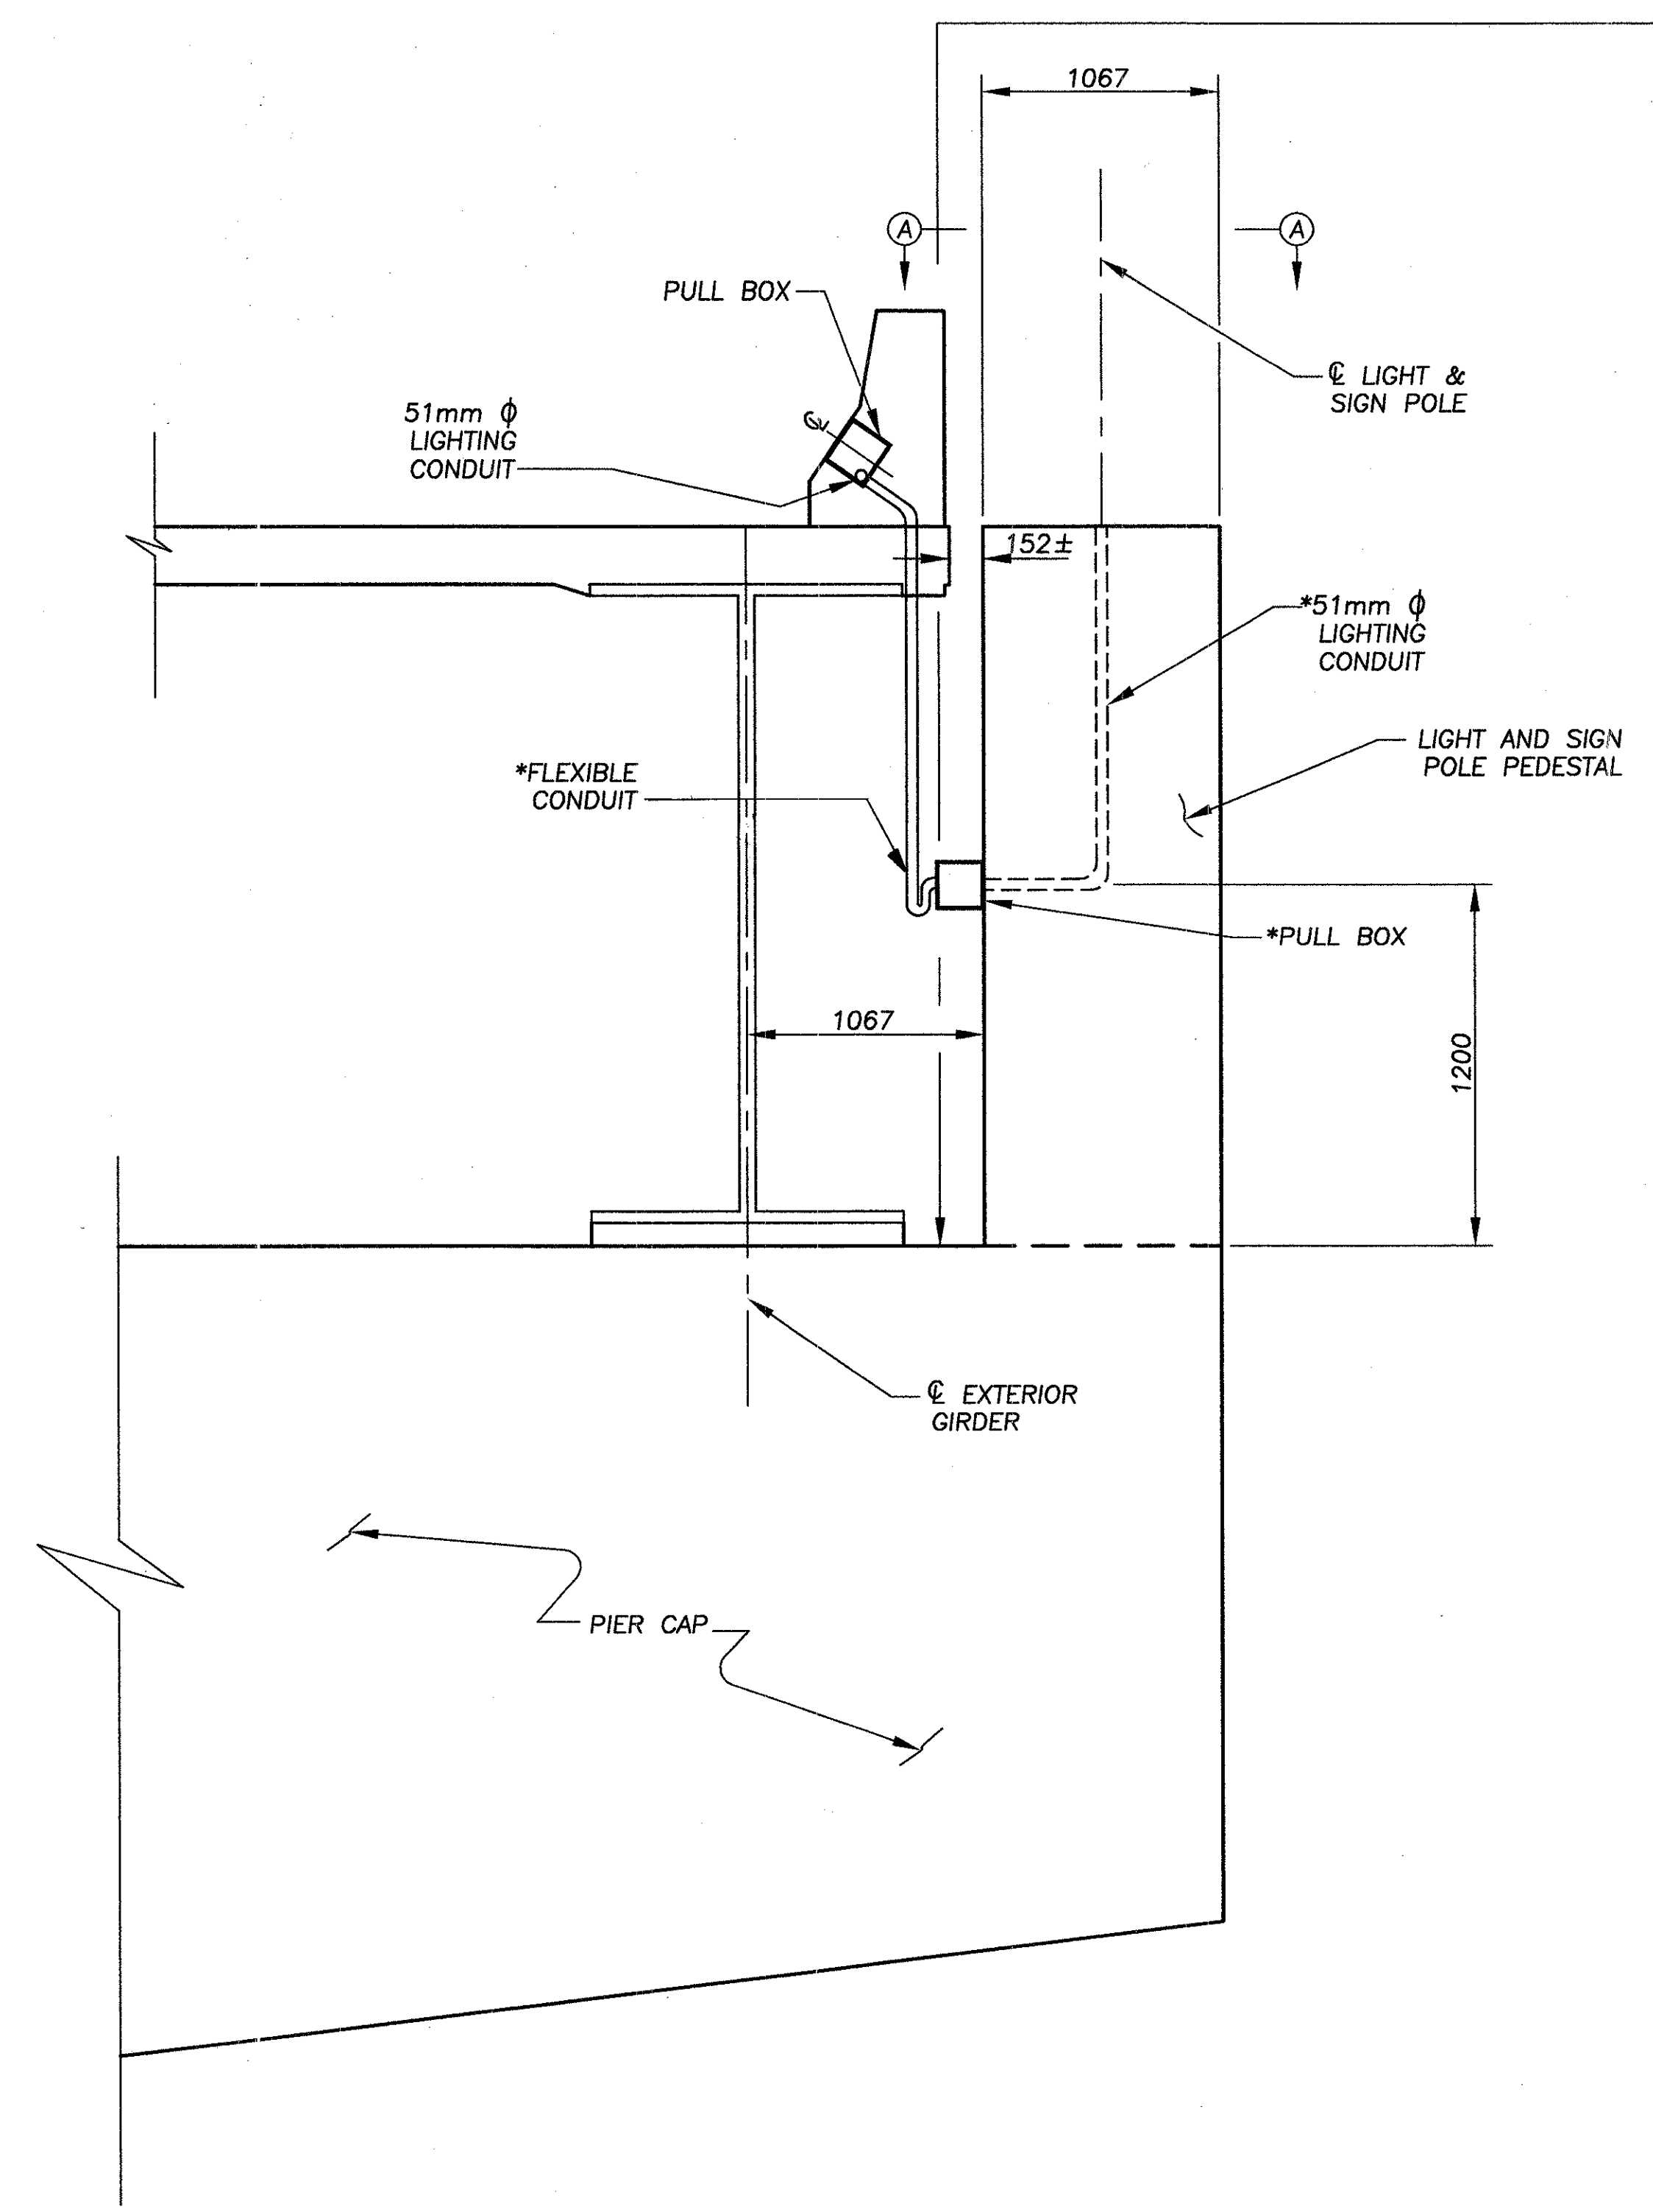 1067
A
A
PULL BOX
℄ LIGHT &
SIGN POLE
51mm ϕ
LIGHTING
CONDUIT
℄
152±
*51mm ϕ
LIGHTING
CONDUIT
LIGHT AND SIGN
POLE PEDESTAL
*FLEXIBLE
CONDUIT
*PULL BOX
1067
1200
℄ EXTERIOR
GIRDER
PIER CAP